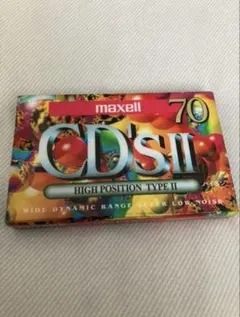 maxell
70
CD'sII
HIGH POSITION TYPE II
WIDE DYNAMIC RANGE SUPER LOW NOISE